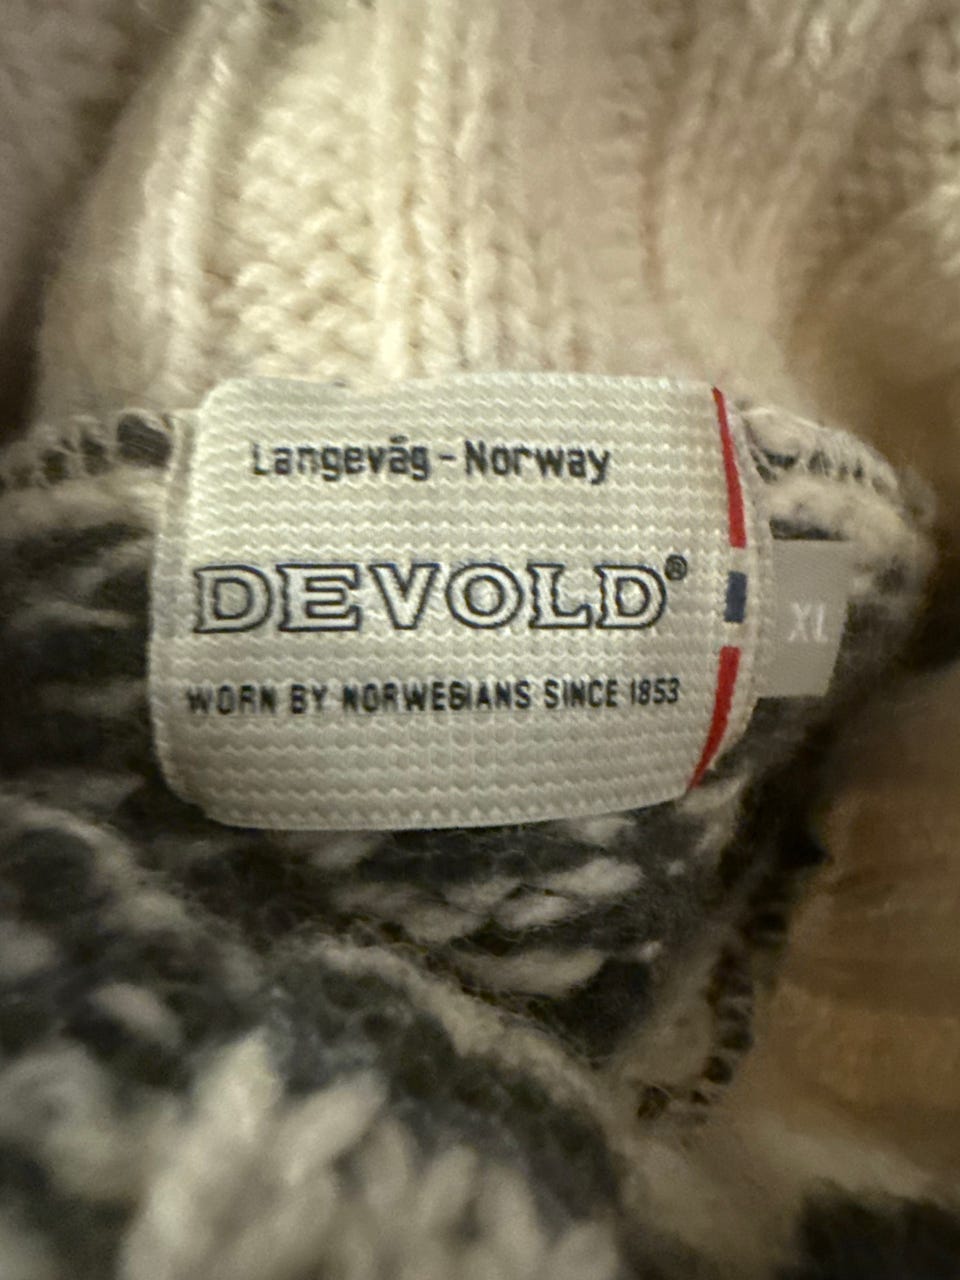 Langevåg - Norway
DEVOLD®
WORN BY NORWEGIANS SINCE 1853
XL